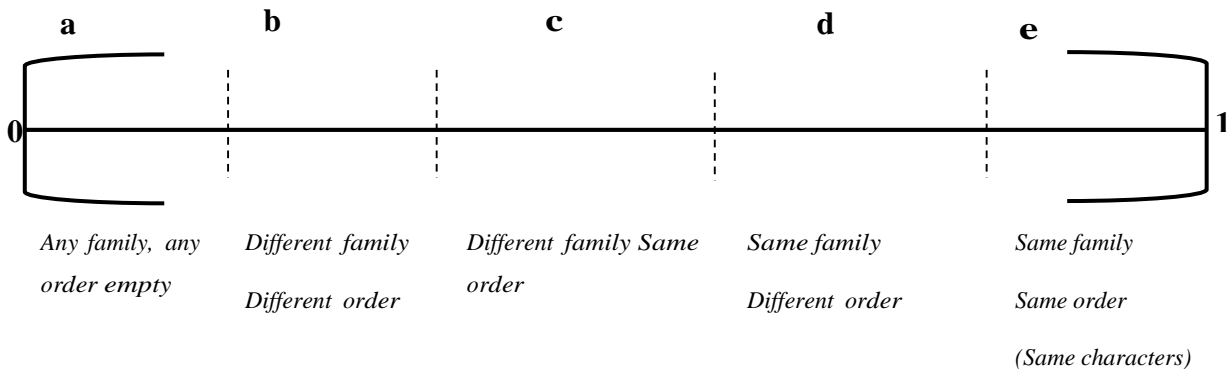 a b c d e
0 1
Any family, any
order empty
Different family
Different order
Different family Same
order
Same family
Different order
Same family
Same order
(Same characters)